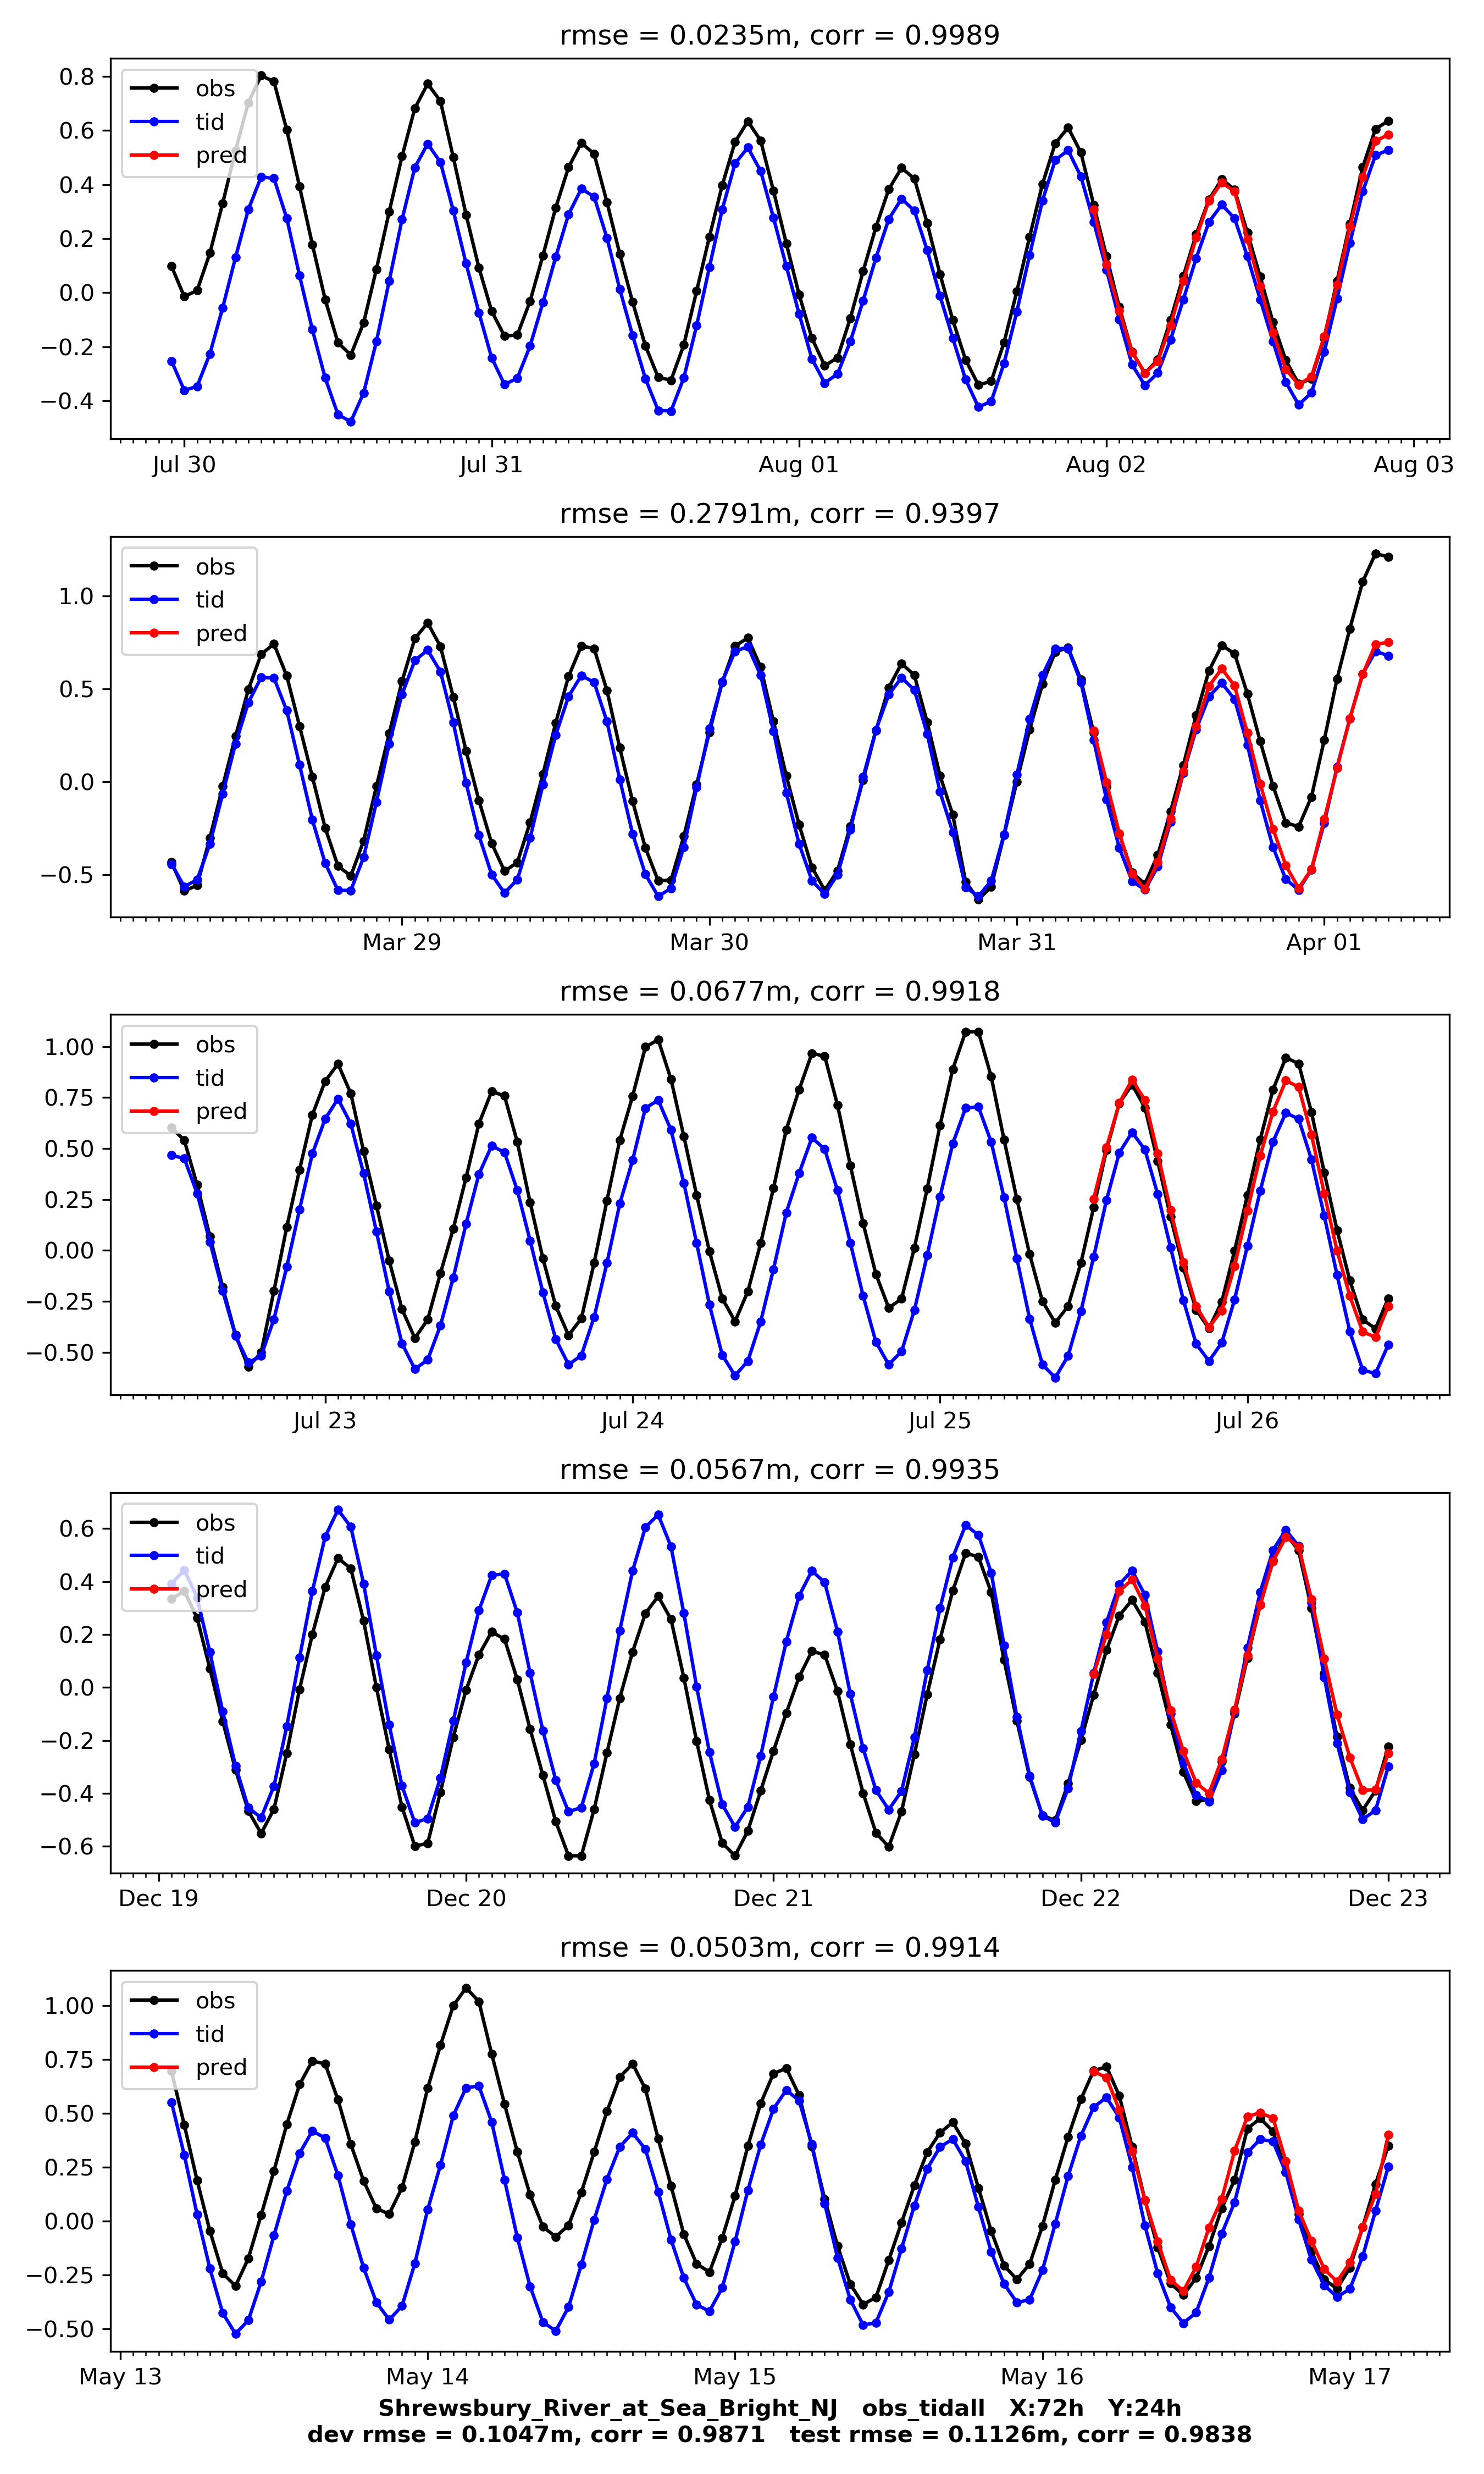 rmse = 0.0235m, corr = 0.9989
0.8
0.6
0.4
0.2
0.0
−0.2
−0.4
obs
tid
pred
Jul 30 Jul 31 Aug 01 Aug 02 Aug 03
rmse = 0.2791m, corr = 0.9397
1.0
0.5
0.0
−0.5
obs
tid
pred
Mar 29 Mar 30 Mar 31 Apr 01
rmse = 0.0677m, corr = 0.9918
1.00
0.75
0.50
0.25
0.00
−0.25
−0.50
obs
tid
pred
Jul 23 Jul 24 Jul 25 Jul 26
rmse = 0.0567m, corr = 0.9935
0.6
0.4
0.2
0.0
−0.2
−0.4
−0.6
obs
tid
pred
Dec 19 Dec 20 Dec 21 Dec 22 Dec 23
rmse = 0.0503m, corr = 0.9914
1.00
0.75
0.50
0.25
0.00
−0.25
−0.50
obs
tid
pred
May 13 May 14 May 15 May 16 May 17
Shrewsbury_River_at_Sea_Bright_NJ obs_tidall X:72h Y:24h
dev rmse = 0.1047m, corr = 0.9871 test rmse = 0.1126m, corr = 0.9838